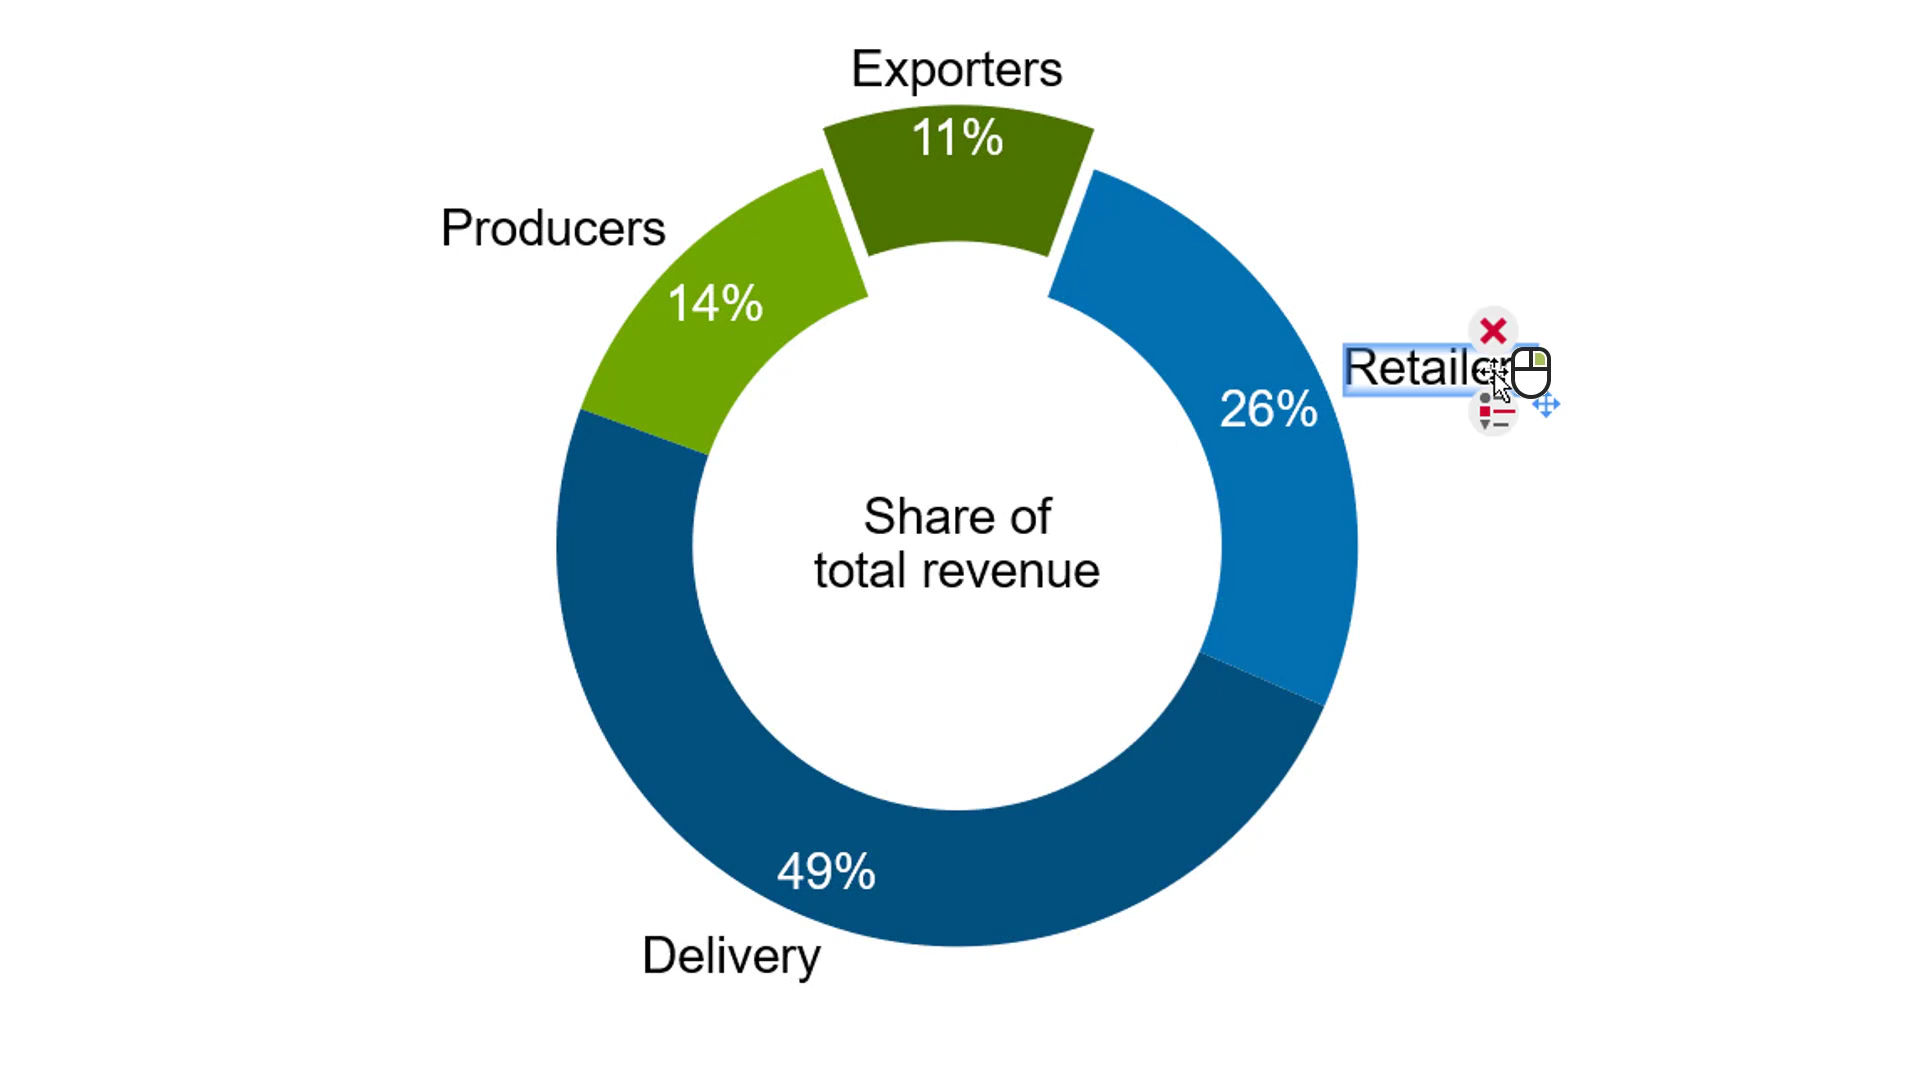 Exporters
11%
Producers
14%
26%
Share of
total revenue
49%
Delivery